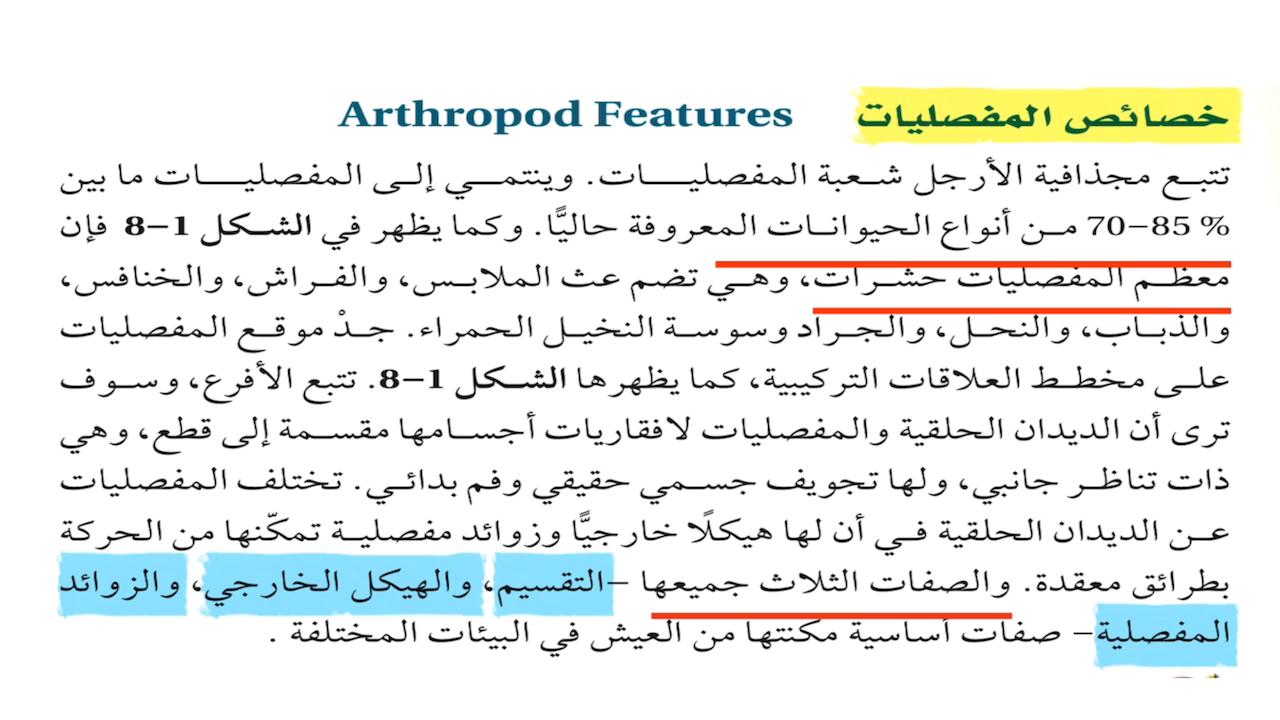 خصائص المفصليات Arthropod Features
تتبع مجذافية الأرجل شعبة المفصليات. وينتمي إلى المفصليات ما بين
70–85 % من أنواع الحيوانات المعروفة حاليًّا. وكما يظهر في الشكل 1–8 فإن
معظم المفصليات حشرات، وهي تضم عث الملابس، والفراش، والخنافس،
والذباب، والنحل، والجراد وسوسة النخيل الحمراء. جدْ موقع المفصليات
على مخطط العلاقات التركيبية، كما يظهرها الشكل 1–8. تتبع الأفرع، وسوف
ترى أن الديدان الحلقية والمفصليات لافقاريات أجسامها مقسمة إلى قطع، وهي
ذات تناظر جانبي، ولها تجويف جسمي حقيقي وفم بدائي. تختلف المفصليات
عن الديدان الحلقية في أن لها هيكلًا خارجيًّا وزوائد مفصلية تمكّنها من الحركة
بطرائق معقدة. والصفات الثلاث جميعها –التقسيم، والهيكل الخارجي، والزوائد
المفصلية– صفات أساسية مكنتها من العيش في البيئات المختلفة .